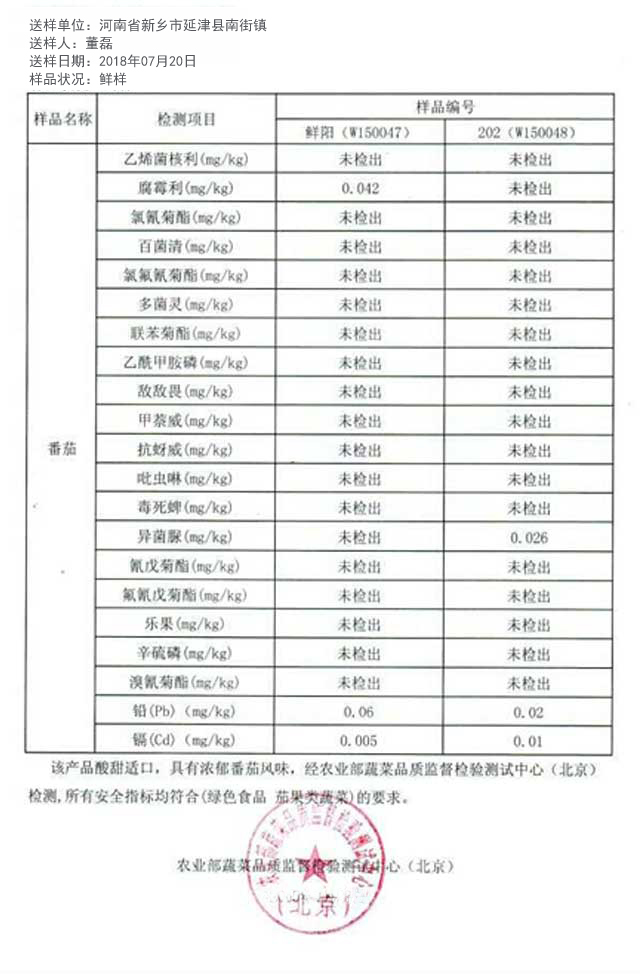 送样单位：河南省新乡市延津县南街镇
送样人：董磊
送样日期：2018年07月20日
样品状况：鲜样
样品名称 检测项目 样品编号
鲜阳（W150047） 202（W150048）
番茄
乙烯菌核利(mg/kg) 未检出 未检出
腐霉利(mg/kg) 0.042 未检出
氯氰菊酯(mg/kg) 未检出 未检出
百菌清(mg/kg) 未检出 未检出
氯氟氰菊酯(mg/kg) 未检出 未检出
多菌灵(mg/kg) 未检出 未检出
联苯菊酯(mg/kg) 未检出 未检出
乙酰甲胺磷(mg/kg) 未检出 未检出
敌敌畏(mg/kg) 未检出 未检出
甲萘威(mg/kg) 未检出 未检出
抗蚜威(mg/kg) 未检出 未检出
吡虫啉(mg/kg) 未检出 未检出
毒死蜱(mg/kg) 未检出 未检出
异菌脲(mg/kg) 未检出 0.026
氰戊菊酯(mg/kg) 未检出 未检出
氟氰戊菊酯(mg/kg) 未检出 未检出
乐果(mg/kg) 未检出 未检出
辛硫磷(mg/kg) 未检出 未检出
溴氰菊酯(mg/kg) 未检出 未检出
铅(Pb)（mg/kg) 0.06 0.02
镉(Cd)（mg/kg) 0.005 0.01
该产品酸甜适口，具有浓郁番茄风味，经农业部蔬菜品质监督检验测试中心（北京）
检测,所有安全指标均符合(绿色食品 茄果类蔬菜)的要求。
农业部蔬菜品质监督检验测试中心（北京）
农业部蔬菜品质监督检验测试中心
（北京）